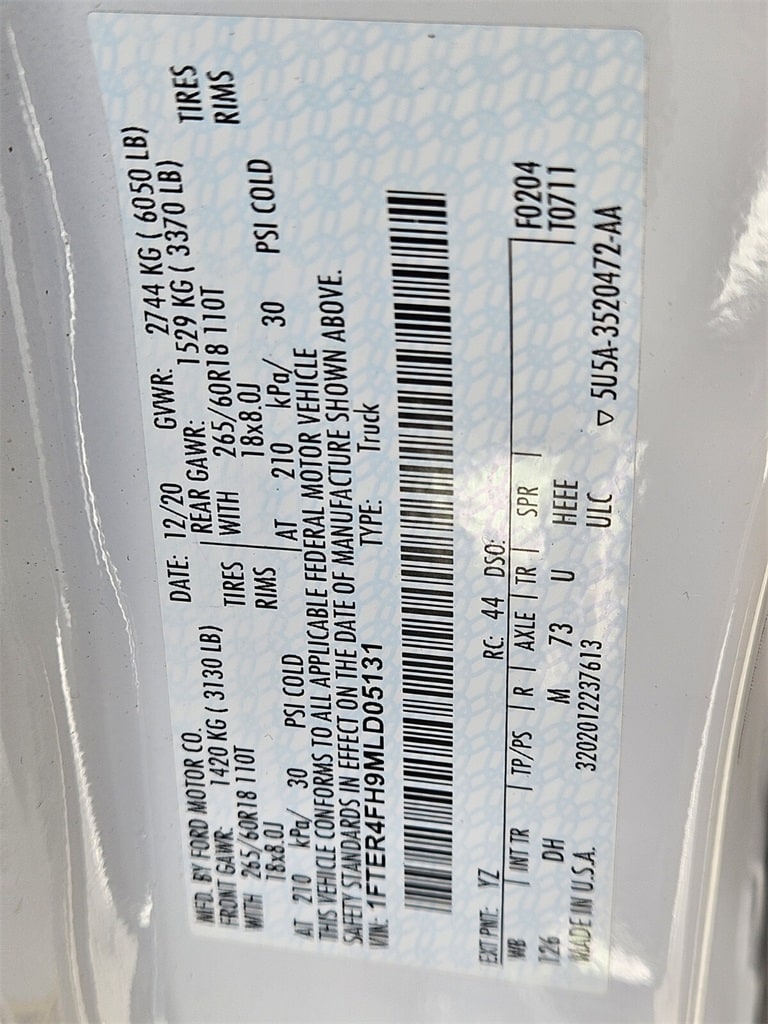 MFD. BY FORD MOTOR CO. DATE: 12/20 GVWR: 2744 KG ( 6050 LB)
FRONT GAWR: 1420 KG ( 3130 LB) REAR GAWR: 1529 KG ( 3370 LB)
WITH 265/60R18 110T TIRES WITH 265/60R18 110T TIRES
18x8.0J RIMS 18x8.0J RIMS
AT 210 kPa/ 30 PSI COLD AT 210 kPa/ 30 PSI COLD
THIS VEHICLE CONFORMS TO ALL APPLICABLE FEDERAL MOTOR VEHICLE
SAFETY STANDARDS IN EFFECT ON THE DATE OF MANUFACTURE SHOWN ABOVE.
VIN: 1FTER4FH9MLD05131 TYPE: Truck
EXT PNT: YZ RC: 44 DSO: F0204
WB | INT TR | TP/PS | R | AXLE | TR | SPR | T0711
126 DH M 73 U HEEE
MADE IN U.S.A. 3202012237613 ULC ▽ 5U5A-3520472-AA